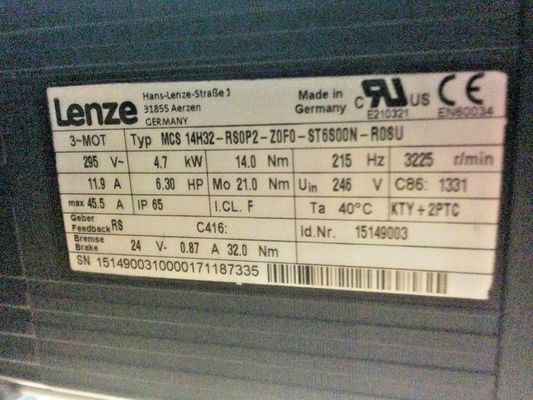 Lenze
Hans-Lenze-Straße 1
31855 Aerzen
GERMANY
Made in
Germany
C UR US
E210321
CE
EN60034
3~MOT Typ MCS 14H32-RS0P2-Z0F0-ST6S00N-R0SU
295 V~ 4.7 kW 14.0 Nm 215 Hz 3225 r/min
11.9 A 6.30 HP Mo 21.0 Nm Uin 246 V C86: 1331
max 45.5 A IP 65 I.CL. F Ta 40°C KTY+2PTC
Geber
Feedback RS C416: Id.Nr. 15149003
Bremse
Brake 24 V- 0.87 A 32.0 Nm
SN 1514900310000171187335